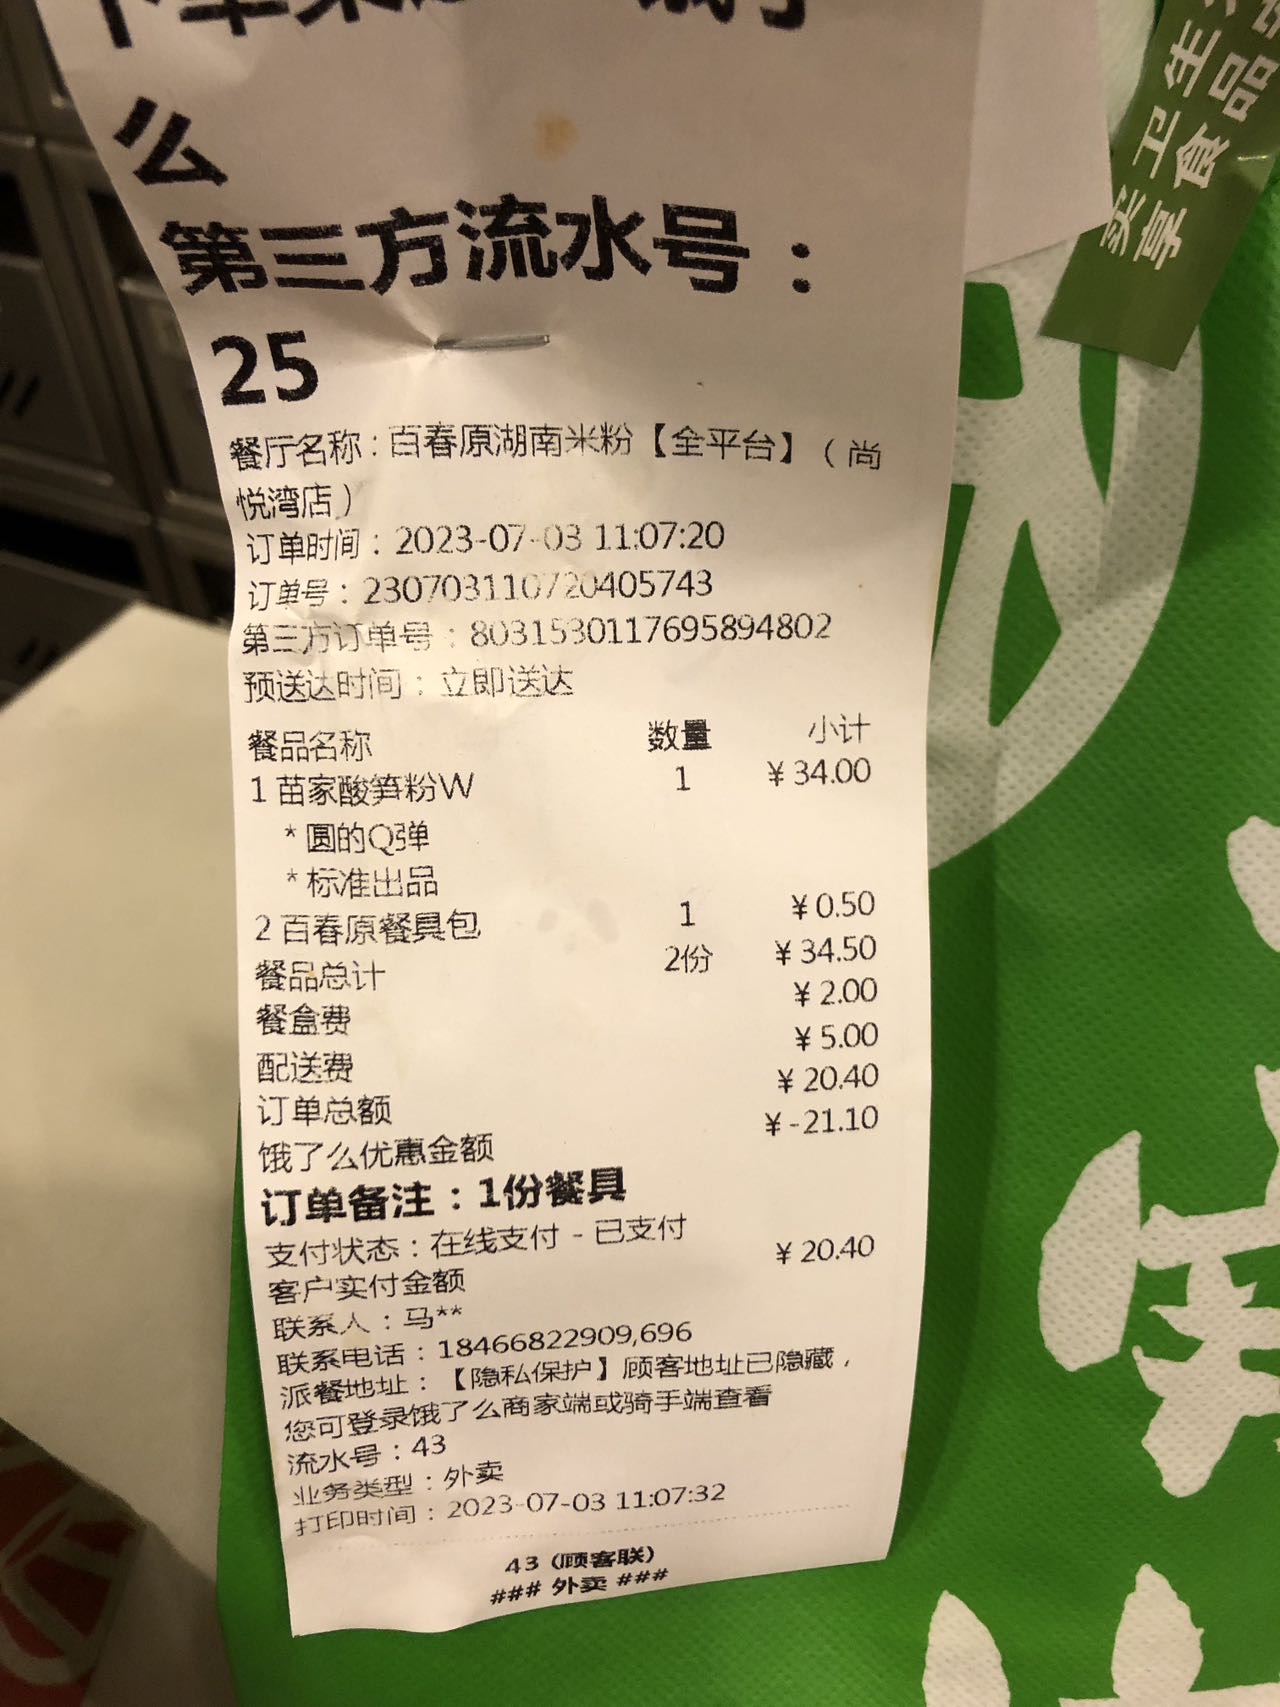 么
第三方流水号：
25
餐厅名称：百春原湖南米粉【全平台】（尚
悦湾店）
订单时间：2023-07-03 11:07:20
订单号：230703110720405743
第三方订单号：8031530117695894802
预送达时间：立即送达
餐品名称 数量 小计
1 苗家酸笋粉W 1 ¥34.00
*圆的Q弹
*标准出品
2 百春原餐具包 1 ¥0.50
餐品总计 2份 ¥34.50
餐盒费 ¥2.00
配送费 ¥5.00
订单总额 ¥20.40
饿了么优惠金额 ¥-21.10
订单备注：1份餐具
支付状态：在线支付 - 已支付
客户实付金额 ¥20.40
联系人：马**
联系电话：18466822909,696
派餐地址：【隐私保护】顾客地址已隐藏，
您可登录饿了么商家端或骑手端查看
流水号：43
业务类型：外卖
打印时间：2023-07-03 11:07:32
43 (顾客联)
### 外卖 ###
卫生
享食品